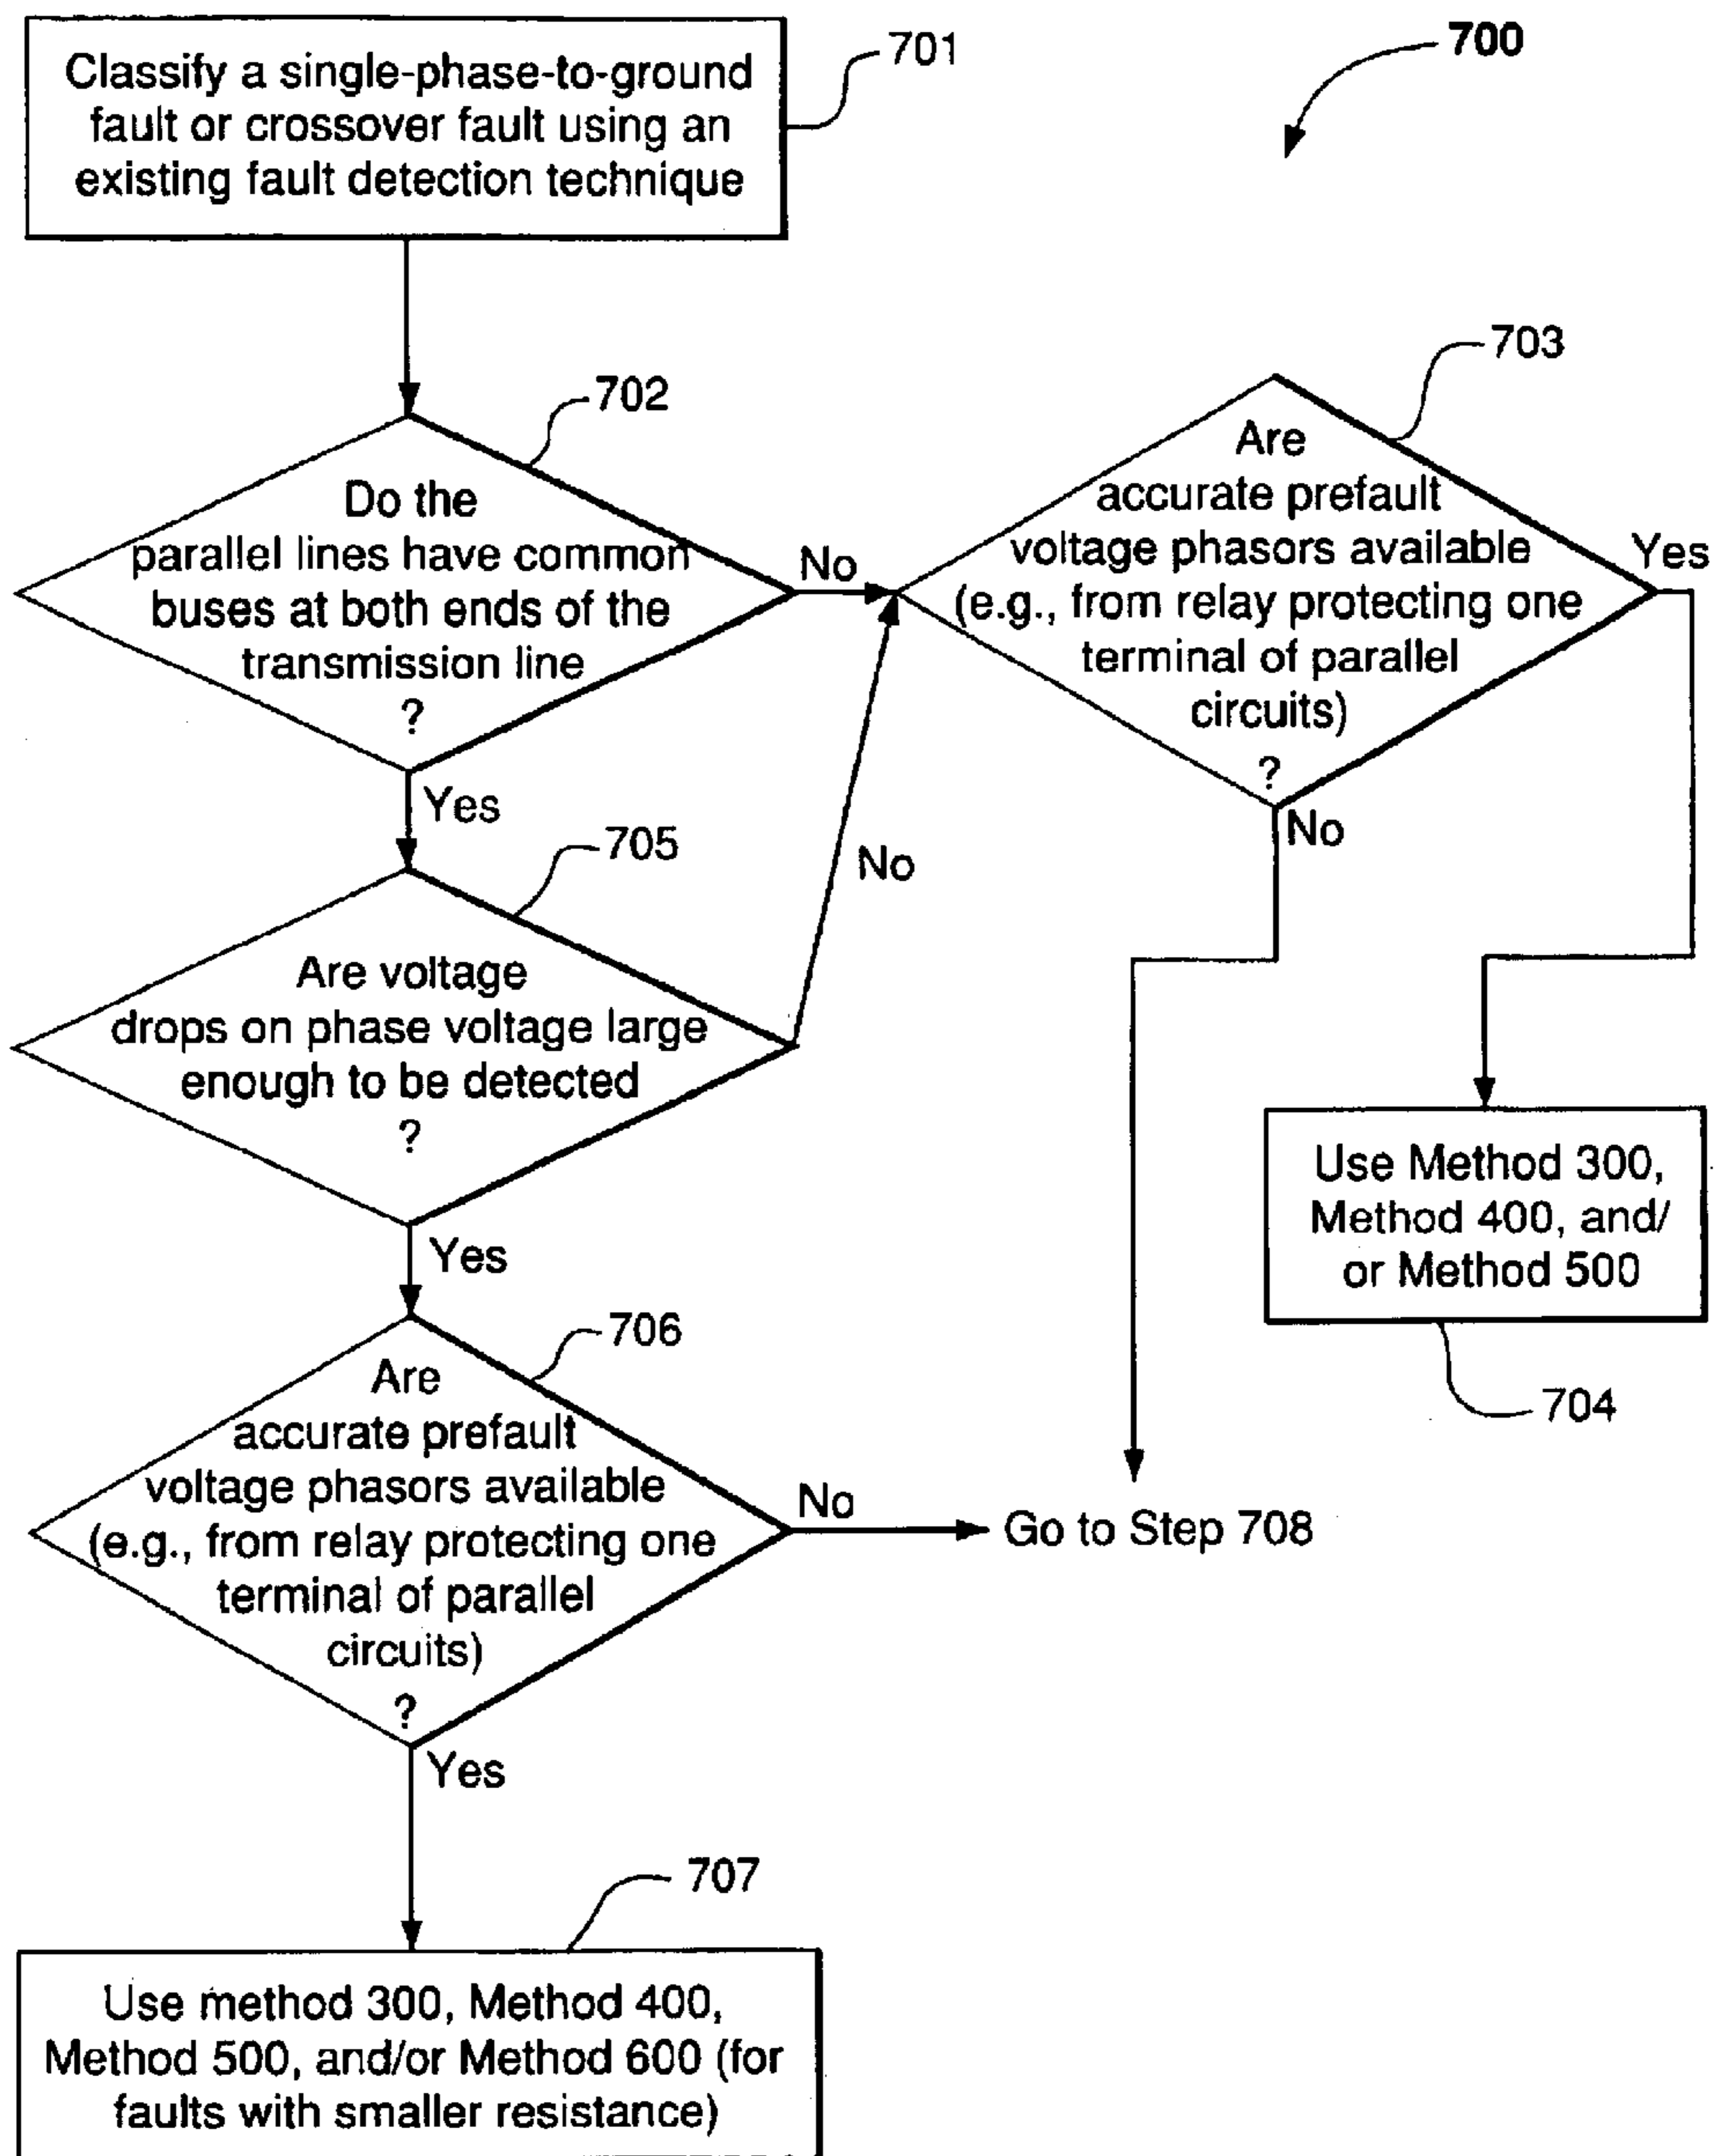 Classify a single-phase-to-ground
fault or crossover fault using an
existing fault detection technique
701
700
702
Do the
parallel lines have common
buses at both ends of the
transmission line
?
No
Yes
703
Are
accurate prefault
voltage phasors available
(e.g., from relay protecting one
terminal of parallel
circuits)
?
Yes
No
705
Are voltage
drops on phase voltage large
enough to be detected
?
No
Yes
Use Method 300,
Method 400, and/
or Method 500
704
706
Are
accurate prefault
voltage phasors available
(e.g., from relay protecting one
terminal of parallel
circuits)
?
No
Go to Step 708
Yes
707
Use method 300, Method 400,
Method 500, and/or Method 600 (for
faults with smaller resistance)